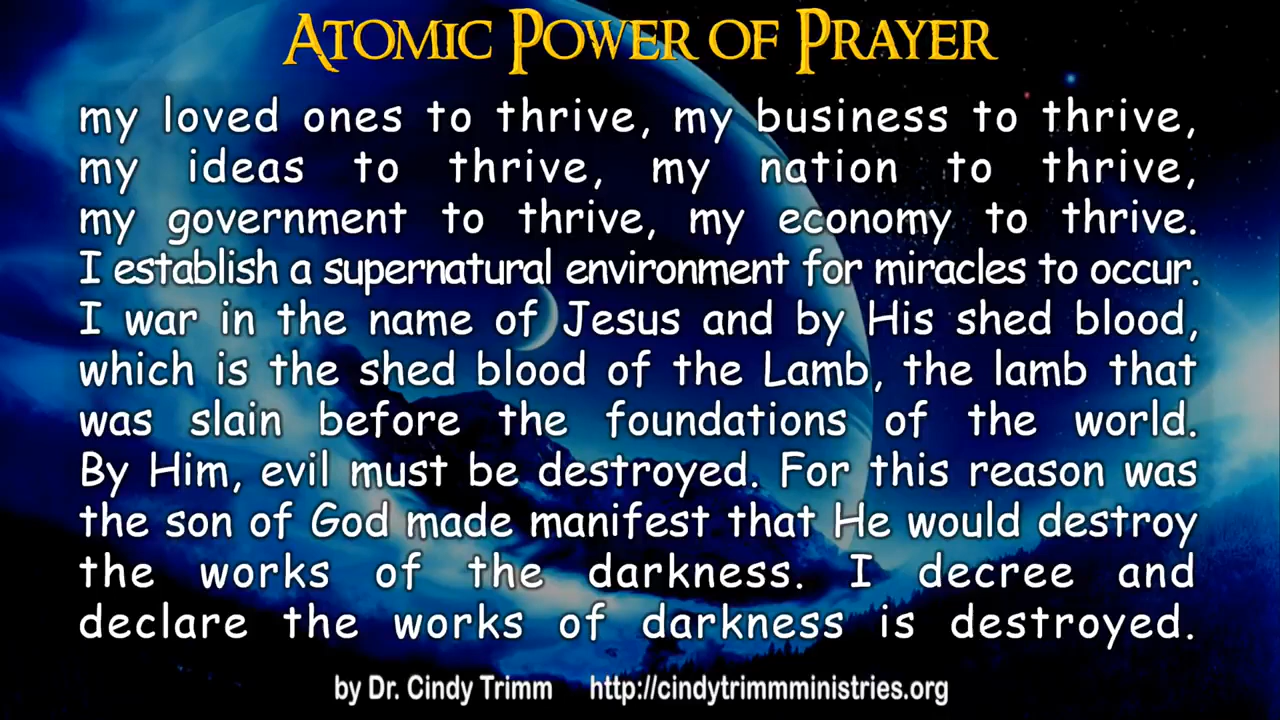 Atomic Power of Prayer
my loved ones to thrive, my business to thrive,
my ideas to thrive, my nation to thrive,
my government to thrive, my economy to thrive.
I establish a supernatural environment for miracles to occur.
I war in the name of Jesus and by His shed blood,
which is the shed blood of the Lamb, the lamb that
was slain before the foundations of the world.
By Him, evil must be destroyed. For this reason was
the son of God made manifest that He would destroy
the works of the darkness. I decree and
declare the works of darkness is destroyed.
by Dr. Cindy Trimm http://cindytrimmministries.org